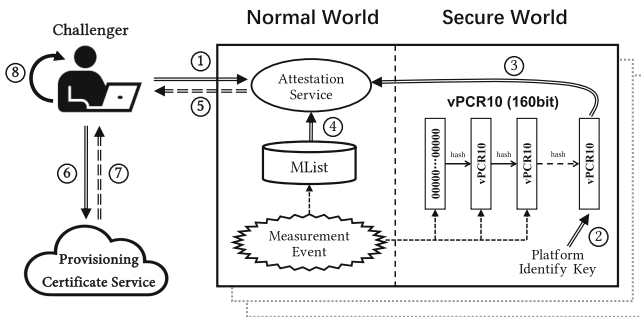 Normal World
Secure World
Challenger
①
③
⑧
Attestation
Service
vPCR10 (160bit)
⑤
④
00000···00000
hash
vPCR10
hash
vPCR10
hash
vPCR10
MList
⑥
⑦
Measurement
Event
②
Platform
Identify Key
Provisioning
Certificate Service